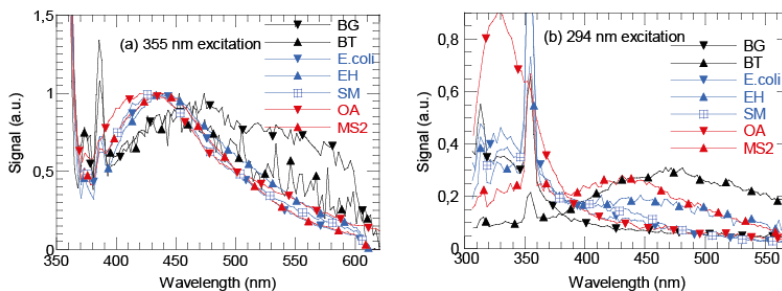 (a) 355 nm excitation
BG
BT
E.coli
EH
SM
OA
MS2
1,5
1
0,5
0
Signal (a.u.)
350 400 450 500 550 600
Wavelength (nm)
(b) 294 nm excitation
BG
BT
E.coli
EH
SM
OA
MS2
0,8
0,6
0,4
0,2
0,0
Signal (a.u.)
300 350 400 450 500 550
Wavelength (nm)